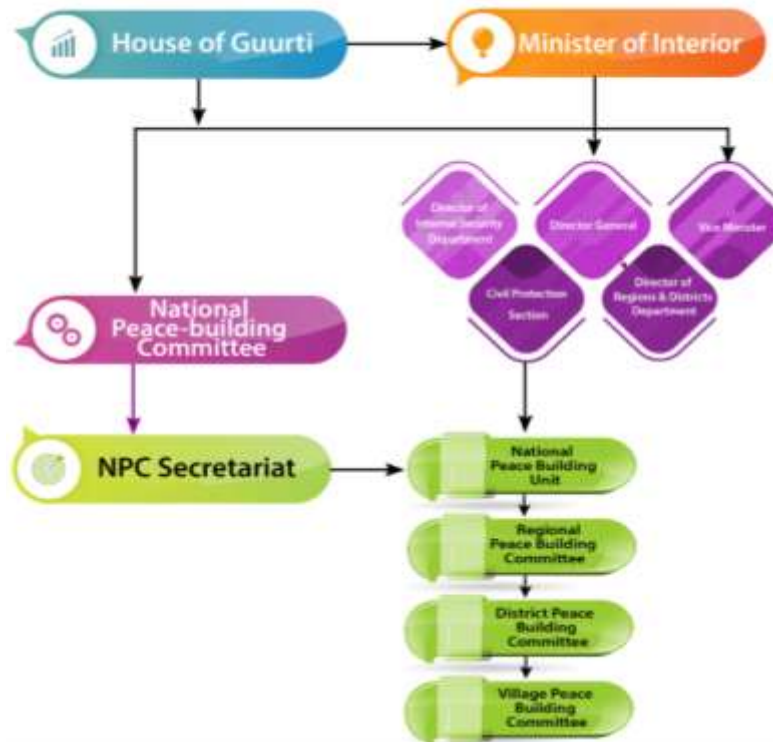 House of Guurti
Minister of Interior
Director of
Internal Security
Department
Director General
Vice Minister
Civil Protection
Section
Director of
Regions & Districts
Department
National
Peace-building
Committee
NPC Secretariat
National
Peace Building
Unit
Regional
Peace Building
Committee
District Peace
Building
Committee
Village Peace
Building
Committee